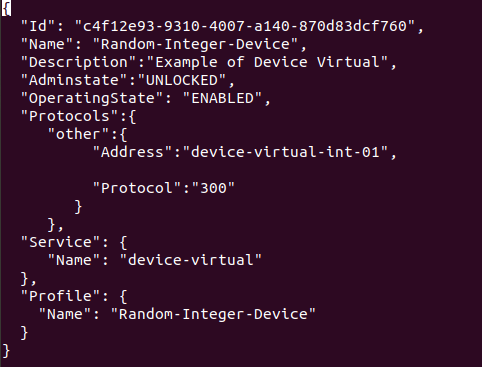 {
  "Id": "c4f12e93-9310-4007-a140-870d83dcf760",
  "Name": "Random-Integer-Device",
  "Description":"Example of Device Virtual",
  "Adminstate":"UNLOCKED",
  "OperatingState": "ENABLED",
  "Protocols":{
     "other":{
          "Address":"device-virtual-int-01",
          "Protocol":"300"
        }
     },
  "Service": {
     "Name": "device-virtual"
  },
  "Profile": {
    "Name": "Random-Integer-Device"
  }
}